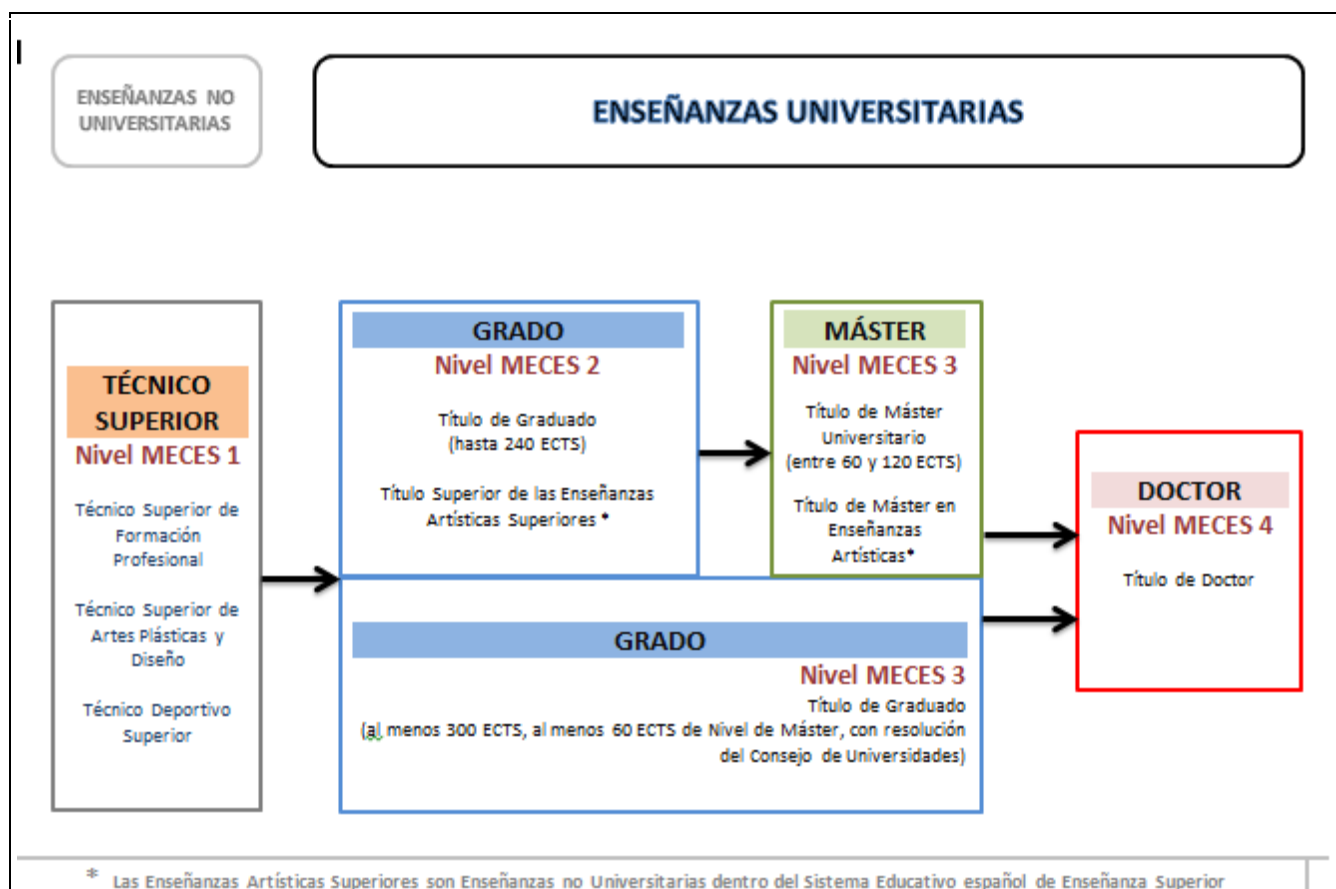 ENSEÑANZAS NO
UNIVERSITARIAS
ENSEÑANZAS UNIVERSITARIAS
TÉCNICO
SUPERIOR
Nivel MECES 1
Técnico Superior de
Formación
Profesional
Técnico Superior de
Artes Plásticas y
Diseño
Técnico Deportivo
Superior
GRADO
Nivel MECES 2
Título de Graduado
(hasta 240 ECTS)
Título Superior de las Enseñanzas
Artísticas Superiores *
MÁSTER
Nivel MECES 3
Título de Máster
Universitario
(entre 60 y 120 ECTS)
Título de Máster en
Enseñanzas
Artísticas*
GRADO
Nivel MECES 3
Título de Graduado
(al menos 300 ECTS, al menos 60 ECTS de Nivel de Máster, con resolución
del Consejo de Universidades)
DOCTOR
Nivel MECES 4
Título de Doctor
* Las Enseñanzas Artísticas Superiores son Enseñanzas no Universitarias dentro del Sistema Educativo español de Enseñanza Superior